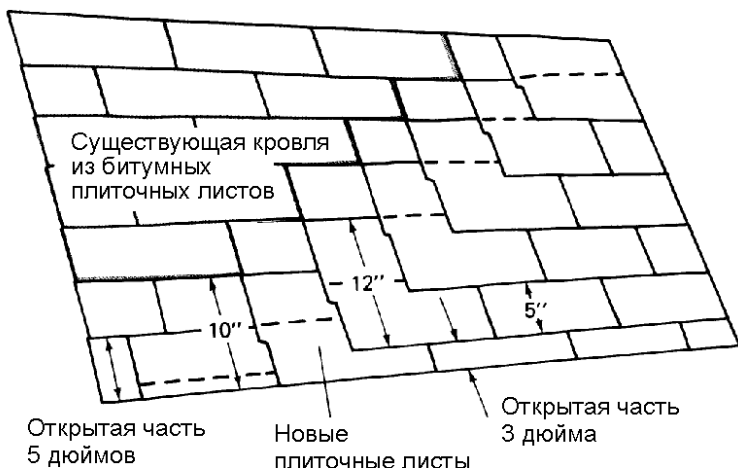 Существующая кровля
из битумных
плиточных листов
12"
10"
5"
Открытая часть
5 дюймов
Новые
плиточные листы
Открытая часть
3 дюйма